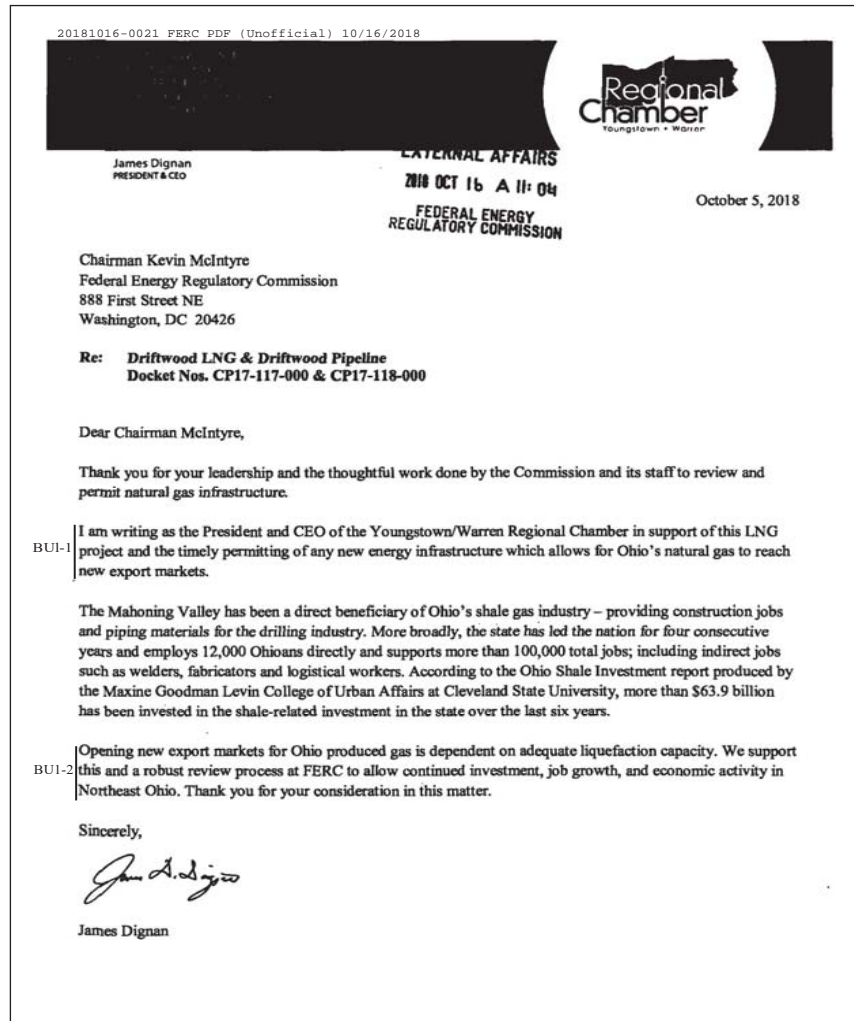 20181016-0021 FERC PDF (Unofficial) 10/16/2018
Regional
Chamber
Youngstown • Warren
James Dignan
PRESIDENT & CEO
EXTERNAL AFFAIRS
2018 OCT 16 A 11: 04
FEDERAL ENERGY
REGULATORY COMMISSION
October 5, 2018
Chairman Kevin McIntyre
Federal Energy Regulatory Commission
888 First Street NE
Washington, DC 20426
Re: Driftwood LNG & Driftwood Pipeline
Docket Nos. CP17-117-000 & CP17-118-000
Dear Chairman McIntyre,
Thank you for your leadership and the thoughtful work done by the Commission and its staff to review and
permit natural gas infrastructure.
I am writing as the President and CEO of the Youngstown/Warren Regional Chamber in support of this LNG
BU1-1 project and the timely permitting of any new energy infrastructure which allows for Ohio's natural gas to reach
new export markets.
The Mahoning Valley has been a direct beneficiary of Ohio's shale gas industry – providing construction jobs
and piping materials for the drilling industry. More broadly, the state has led the nation for four consecutive
years and employs 12,000 Ohioans directly and supports more than 100,000 total jobs; including indirect jobs
such as welders, fabricators and logistical workers. According to the Ohio Shale Investment report produced by
the Maxine Goodman Levin College of Urban Affairs at Cleveland State University, more than $63.9 billion
has been invested in the shale-related investment in the state over the last six years.
Opening new export markets for Ohio produced gas is dependent on adequate liquefaction capacity. We support
BU1-2 this and a robust review process at FERC to allow continued investment, job growth, and economic activity in
Northeast Ohio. Thank you for your consideration in this matter.
Sincerely,
James Dignan